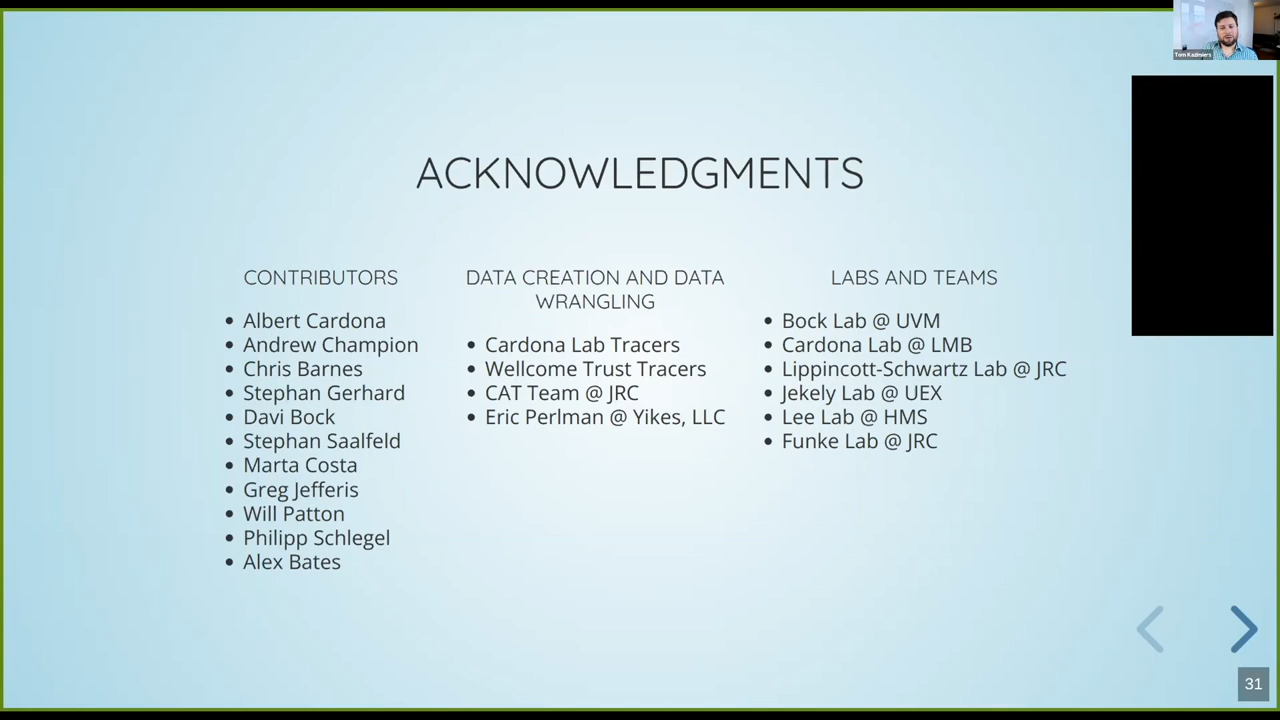 Tom Kazimiers
ACKNOWLEDGMENTS
CONTRIBUTORS
Albert Cardona
Andrew Champion
Chris Barnes
Stephan Gerhard
Davi Bock
Stephan Saalfeld
Marta Costa
Greg Jefferis
Will Patton
Philipp Schlegel
Alex Bates
DATA CREATION AND DATA
WRANGLING
Cardona Lab Tracers
Wellcome Trust Tracers
CAT Team @ JRC
Eric Perlman @ Yikes, LLC
LABS AND TEAMS
Bock Lab @ UVM
Cardona Lab @ LMB
Lippincott-Schwartz Lab @ JRC
Jekely Lab @ UEX
Lee Lab @ HMS
Funke Lab @ JRC
31